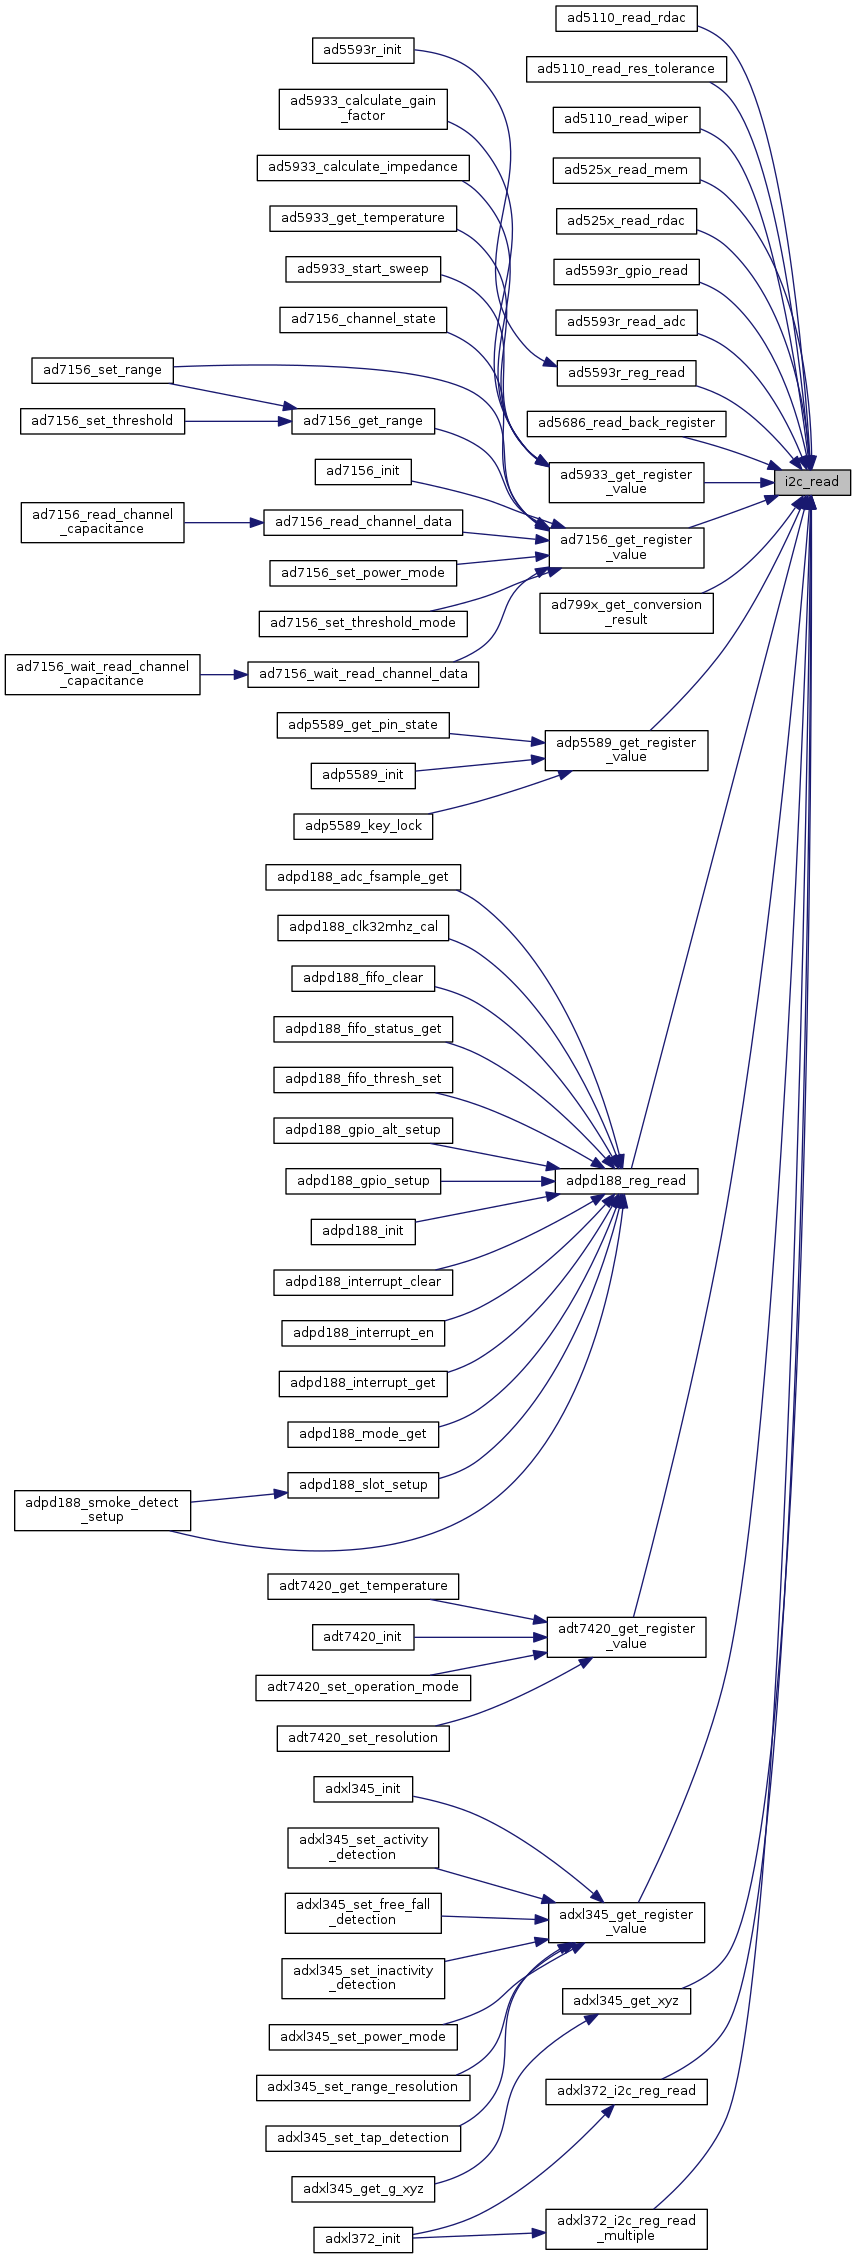 ad5110_read_rdac
ad5593r_init
ad5110_read_res_tolerance
ad5933_calculate_gain
_factor
ad5110_read_wiper
ad5933_calculate_impedance
ad525x_read_mem
ad5933_get_temperature
ad525x_read_rdac
ad5933_start_sweep
ad5593r_gpio_read
ad7156_channel_state
ad5593r_read_adc
ad7156_set_range
ad5593r_reg_read
ad7156_set_threshold
ad7156_get_range
ad5686_read_back_register
ad7156_init
ad5933_get_register
_value
i2c_read
ad7156_read_channel
_capacitance
ad7156_read_channel_data
ad7156_get_register
_value
ad7156_set_power_mode
ad799x_get_conversion
_result
ad7156_set_threshold_mode
ad7156_wait_read_channel
_capacitance
ad7156_wait_read_channel_data
adp5589_get_pin_state
adp5589_get_register
_value
adp5589_init
adp5589_key_lock
adpd188_adc_fsample_get
adpd188_clk32mhz_cal
adpd188_fifo_clear
adpd188_fifo_status_get
adpd188_fifo_thresh_set
adpd188_gpio_alt_setup
adpd188_gpio_setup
adpd188_reg_read
adpd188_init
adpd188_interrupt_clear
adpd188_interrupt_en
adpd188_interrupt_get
adpd188_mode_get
adpd188_slot_setup
adpd188_smoke_detect
_setup
adt7420_get_temperature
adt7420_init
adt7420_get_register
_value
adt7420_set_operation_mode
adt7420_set_resolution
adxl345_init
adxl345_set_activity
_detection
adxl345_set_free_fall
_detection
adxl345_get_register
_value
adxl345_set_inactivity
_detection
adxl345_get_xyz
adxl345_set_power_mode
adxl345_set_range_resolution
adxl372_i2c_reg_read
adxl345_set_tap_detection
adxl345_get_g_xyz
adxl372_i2c_reg_read
_multiple
adxl372_init